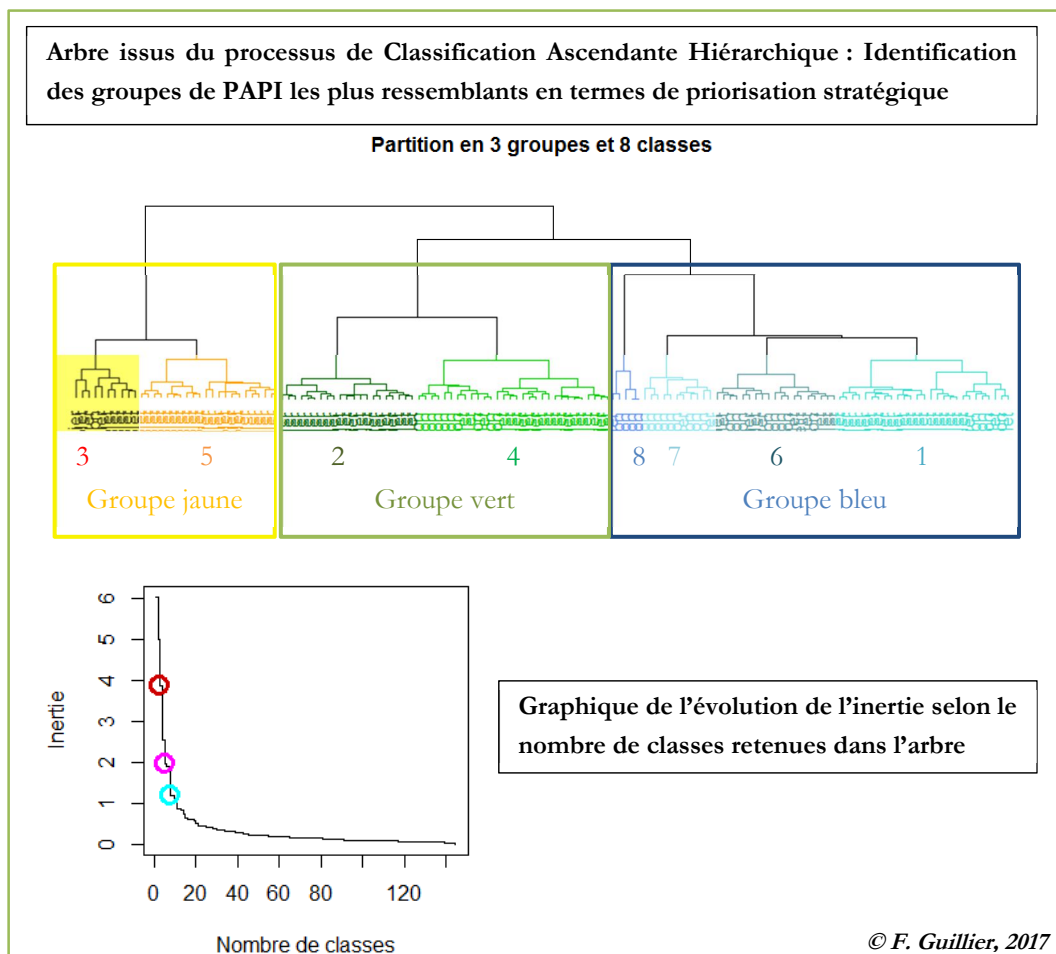 Arbre issus du processus de Classification Ascendante Hiérarchique : Identification
des groupes de PAPI les plus ressemblants en termes de priorisation stratégique
Partition en 3 groupes et 8 classes
3 5 2 4 8 7 6 1
Groupe jaune Groupe vert Groupe bleu
6
5
4
3
2
1
0
Inertie
0 20 40 60 80 120
Nombre de classes
Graphique de l'évolution de l'inertie selon le
nombre de classes retenues dans l'arbre
© F. Guillier, 2017